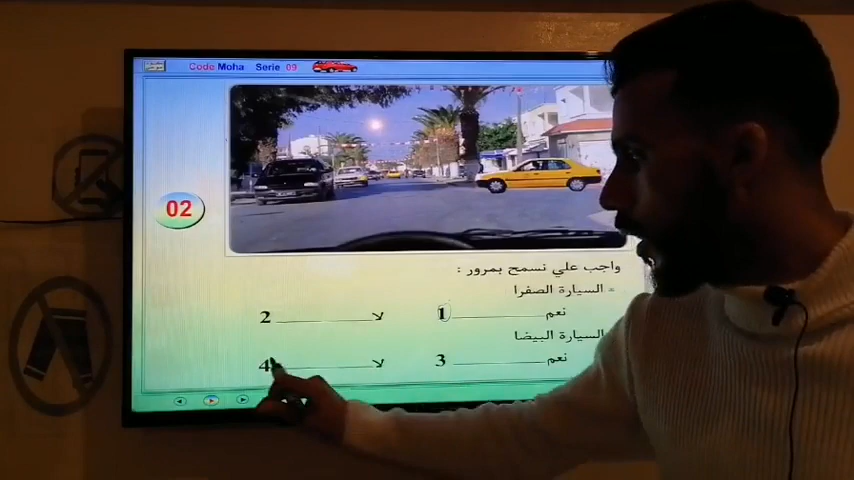 Code Moha Serie 09
02
واجب علي نسمح بمرور :
= السيارة الصفرا
نعم 1 لا 2
السيارة البيضا
نعم 3 لا 4